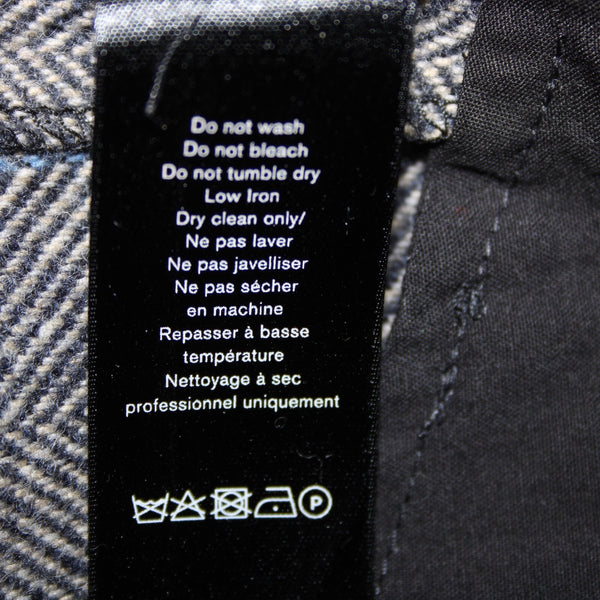 Do not wash
Do not bleach
Do not tumble dry
Low Iron
Dry clean only/
Ne pas laver
Ne pas javelliser
Ne pas sécher
en machine
Repasser à basse
température
Nettoyage à sec
professionnel uniquement
P